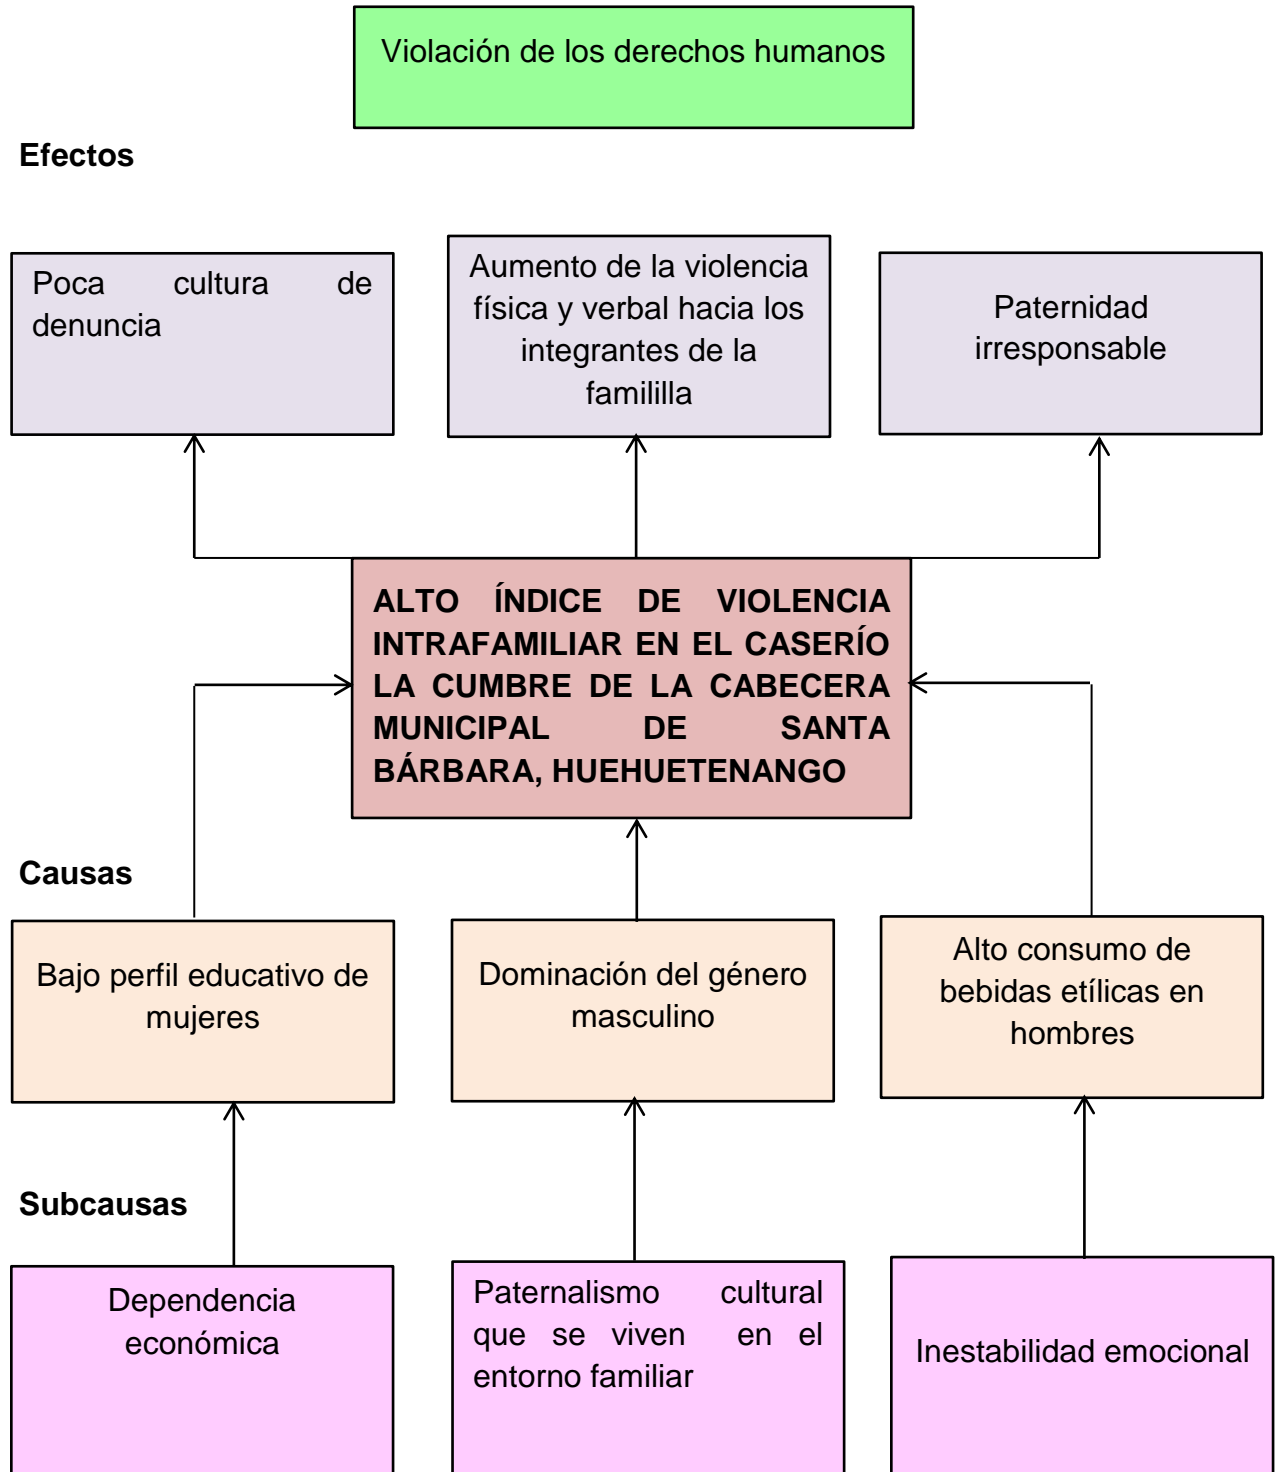 Violación de los derechos humanos
Efectos
Poca cultura de
denuncia
Aumento de la violencia
física y verbal hacia los
integrantes de la
famililla
Paternidad
irresponsable
ALTO ÍNDICE DE VIOLENCIA
INTRAFAMILIAR EN EL CASERÍO
LA CUMBRE DE LA CABECERA
MUNICIPAL DE SANTA
BÁRBARA, HUEHUETENANGO
Causas
Bajo perfil educativo de
mujeres
Dominación del género
masculino
Alto consumo de
bebidas etílicas en
hombres
Subcausas
Dependencia
económica
Paternalismo cultural
que se viven en el
entorno familiar
Inestabilidad emocional